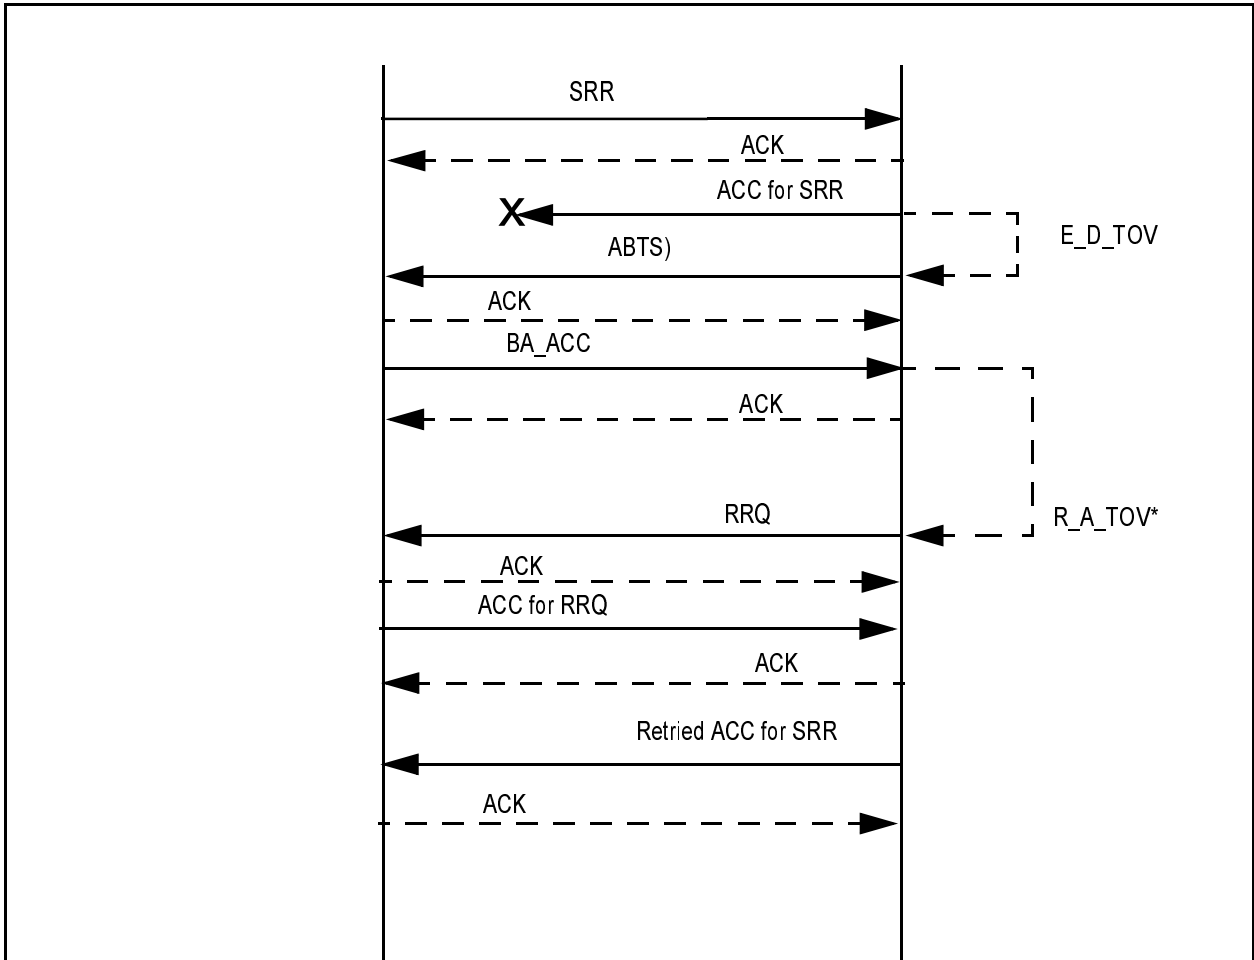 SRR
ACK
ACC for SRR
X
E_D_TOV
ABTS)
ACK
BA_ACC
ACK
RRQ
R_A_TOV*
ACK
ACC for RRQ
ACK
Retried ACC for SRR
ACK